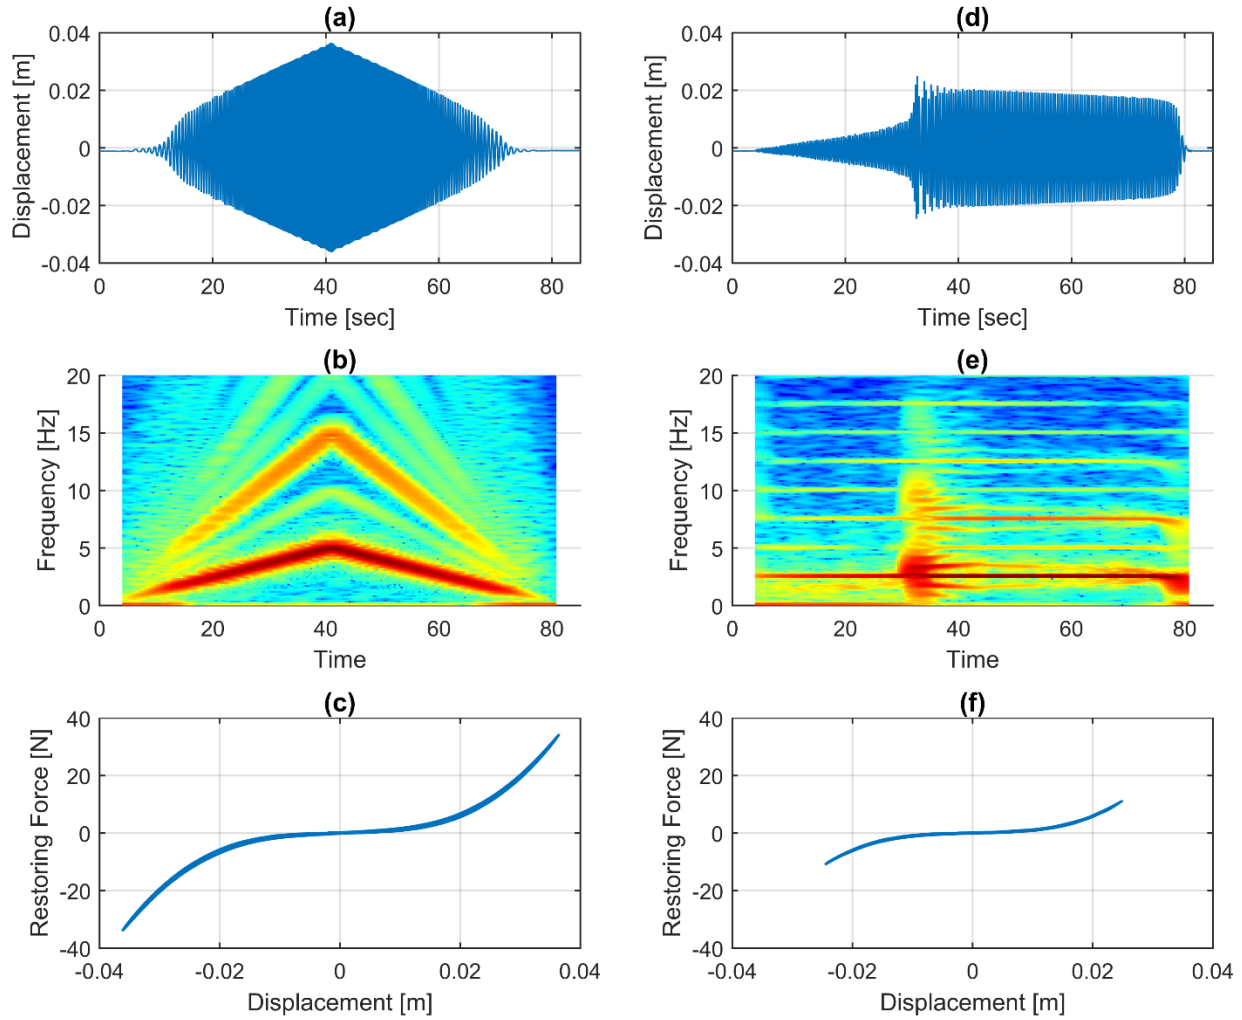 (a)
0.04
0.02
0
-0.02
-0.04
Displacement [m]
0 20 40 60 80
Time [sec]
(d)
0.04
0.02
0
-0.02
-0.04
Displacement [m]
0 20 40 60 80
Time [sec]
(b)
20
15
10
5
0
Frequency [Hz]
0 20 40 60 80
Time
(e)
20
15
10
5
0
Frequency [Hz]
0 20 40 60 80
Time
(c)
40
20
0
-20
-40
Restoring Force [N]
-0.04 -0.02 0 0.02 0.04
Displacement [m]
(f)
40
20
0
-20
-40
Restoring Force [N]
-0.04 -0.02 0 0.02 0.04
Displacement [m]